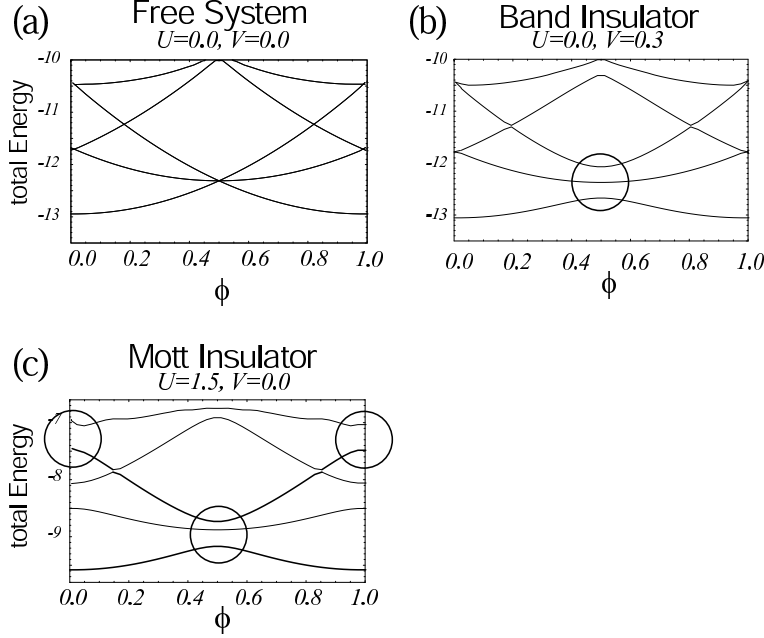 (a) Free System
U=0.0, V=0.0
total Energy
-10
-11
-12
-13
0.0 0.2 0.4 0.6 0.8 1.0
ϕ
(b) Band Insulator
U=0.0, V=0.3
-10
-11
-12
-13
0.0 0.2 0.4 0.6 0.8 1.0
ϕ
(c) Mott Insulator
U=1.5, V=0.0
total Energy
-7
-8
-9
0.0 0.2 0.4 0.6 0.8 1.0
ϕ